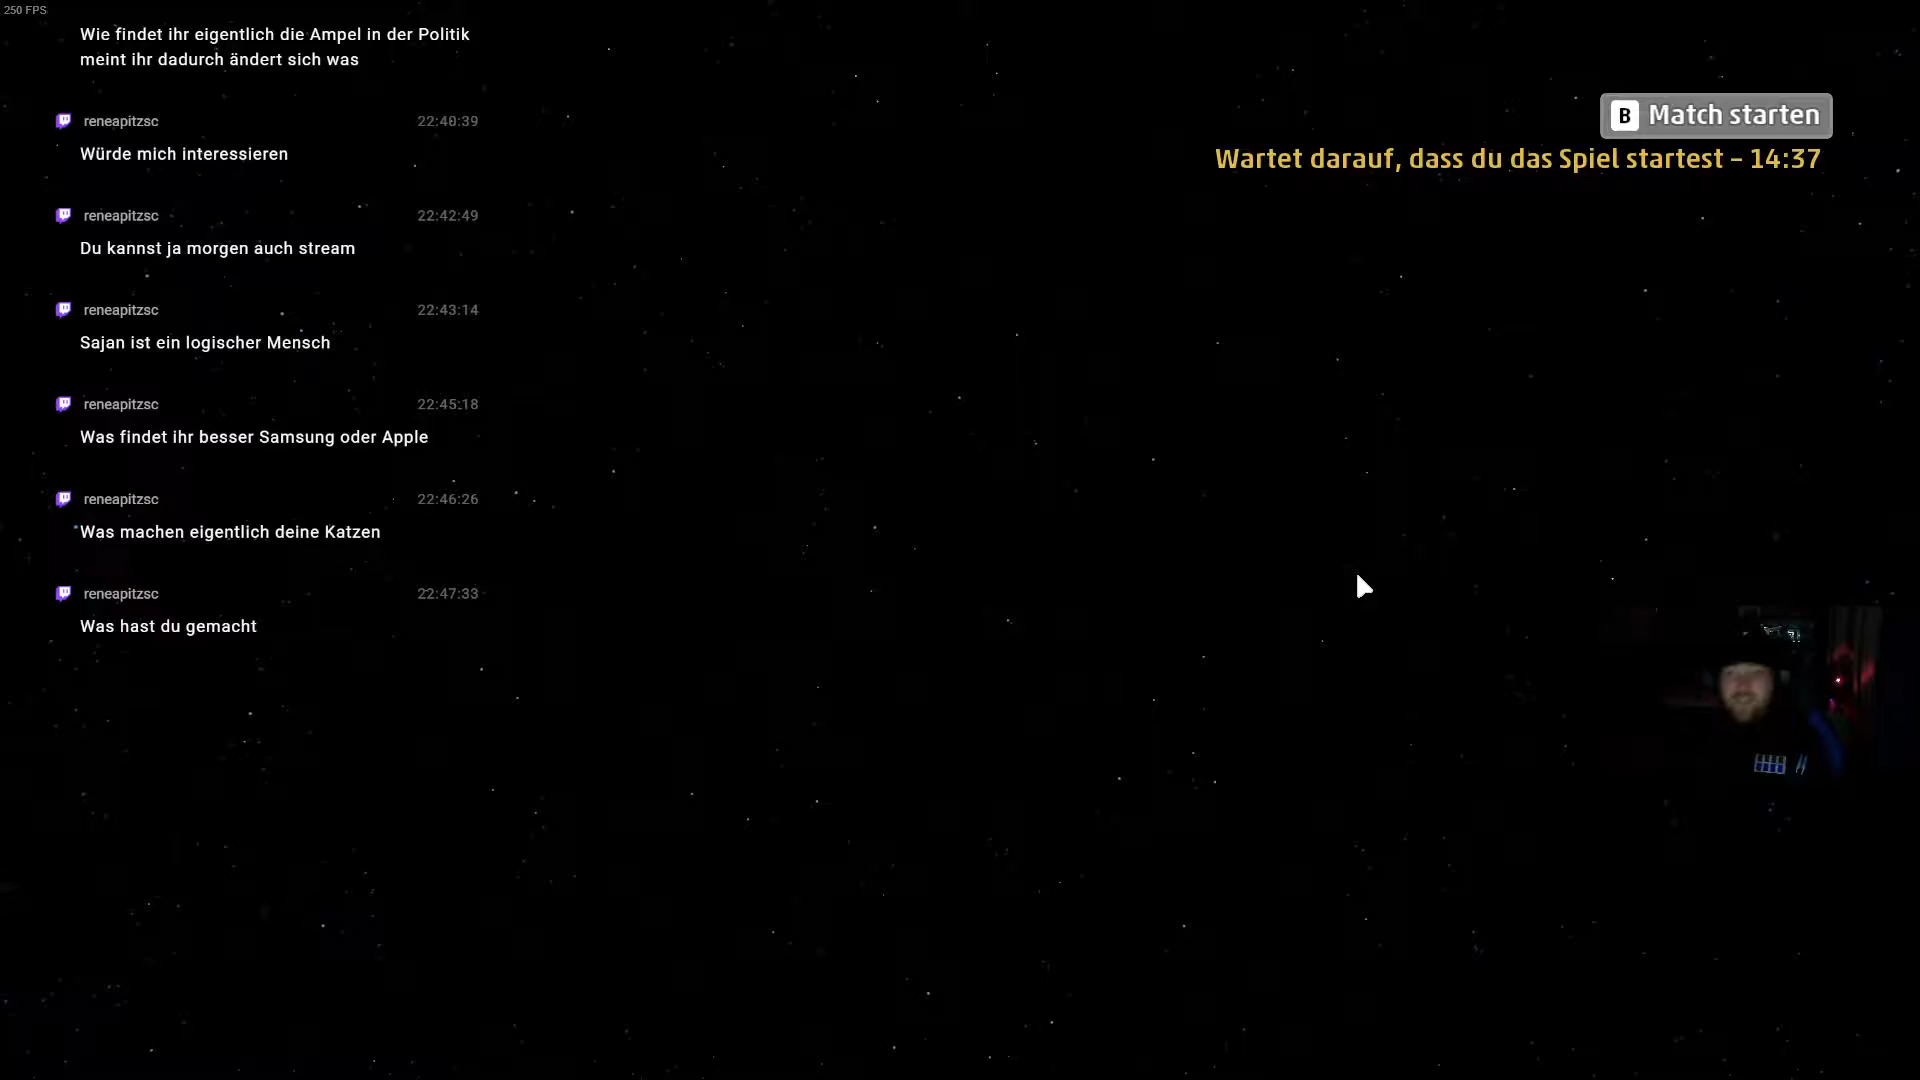 250 FPS
Wie findet ihr eigentlich die Ampel in der Politik
meint ihr dadurch ändert sich was
reneapitzsc 22:40:39
Würde mich interessieren
reneapitzsc 22:42:49
Du kannst ja morgen auch stream
reneapitzsc 22:43:14
Sajan ist ein logischer Mensch
reneapitzsc 22:45:18
Was findet ihr besser Samsung oder Apple
reneapitzsc 22:46:26
Was machen eigentlich deine Katzen
reneapitzsc 22:47:33
Was hast du gemacht
B Match starten
Wartet darauf, dass du das Spiel startest – 14:37